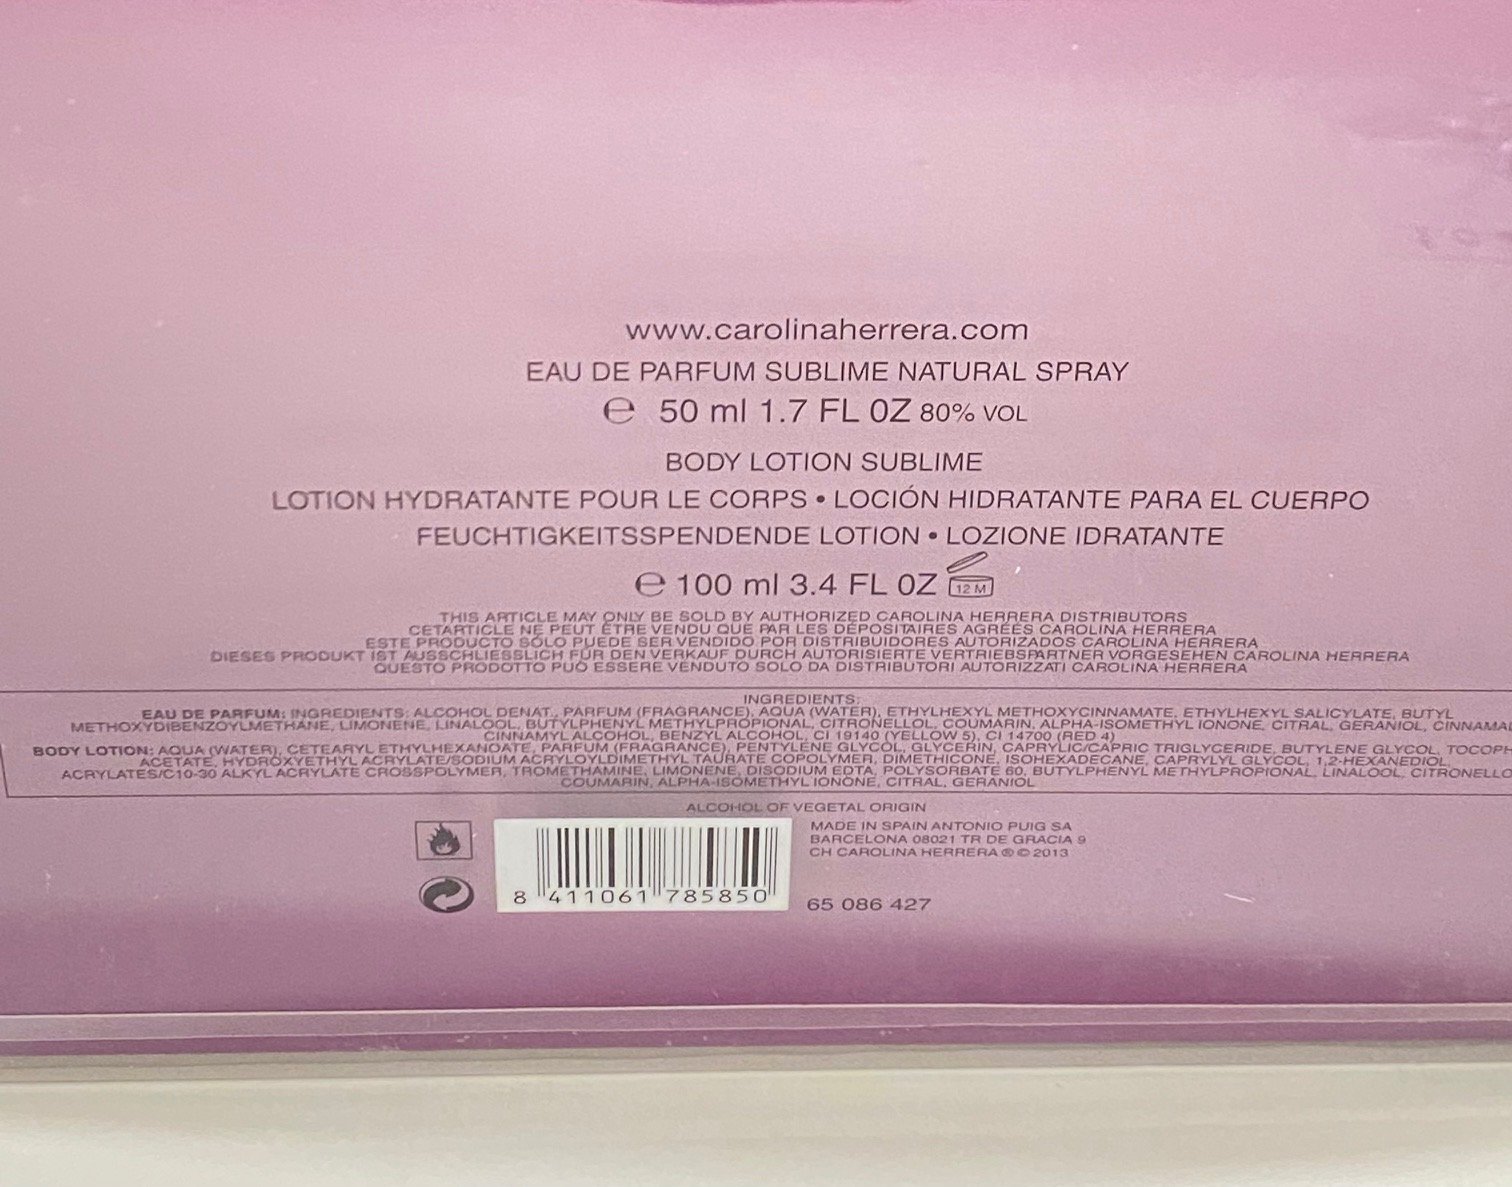 www.carolinaherrera.com
EAU DE PARFUM SUBLIME NATURAL SPRAY
℮ 50 ml 1.7 FL OZ 80% VOL
BODY LOTION SUBLIME
LOTION HYDRATANTE POUR LE CORPS • LOCIÓN HIDRATANTE PARA EL CUERPO
FEUCHTIGKEITSSPENDENDE LOTION • LOZIONE IDRATANTE
℮ 100 ml 3.4 FL OZ 12 M
THIS ARTICLE MAY ONLY BE SOLD BY AUTHORIZED CAROLINA HERRERA DISTRIBUTORS
CETARTICLE NE PEUT ÊTRE VENDU QUE PAR LES DÉPOSITAIRES AGRÉÉS CAROLINA HERRERA
ESTE PRODUCTO SÓLO PUEDE SER VENDIDO POR DISTRIBUIDORES AUTORIZADOS CAROLINA HERRERA
DIESES PRODUKT IST AUSSCHLIESSLICH FÜR DEN VERKAUF DURCH AUTORISIERTE VERTRIEBSPARTNER VORGESEHEN CAROLINA HERRERA
QUESTO PRODOTTO PUÒ ESSERE VENDUTO SOLO DA DISTRIBUTORI AUTORIZZATI CAROLINA HERRERA
INGREDIENTS:
EAU DE PARFUM: INGREDIENTS: ALCOHOL DENAT., PARFUM (FRAGRANCE), AQUA (WATER), ETHYLHEXYL METHOXYCINNAMATE, ETHYLHEXYL SALICYLATE, BUTYL
METHOXYDIBENZOYLMETHANE, LIMONENE, LINALOOL, BUTYLPHENYL METHYLPROPIONAL, CITRONELLOL, COUMARIN, ALPHA-ISOMETHYL IONONE, CITRAL, GERANIOL, CINNAMA
CINNAMYL ALCOHOL, BENZYL ALCOHOL, CI 19140 (YELLOW 5), CI 14700 (RED 4)
BODY LOTION: AQUA (WATER), CETEARYL ETHYLHEXANOATE, PARFUM (FRAGRANCE), PENTYLENE GLYCOL, GLYCERIN, CAPRYLIC/CAPRIC TRIGLYCERIDE, BUTYLENE GLYCOL, TOCOPH
ACETATE, HYDROXYETHYL ACRYLATE/SODIUM ACRYLOYLDIMETHYL TAURATE COPOLYMER, DIMETHICONE, ISOHEXADECANE, CAPRYLYL GLYCOL, 1,2-HEXANEDIOL,
ACRYLATES/C10-30 ALKYL ACRYLATE CROSSPOLYMER, TROMETHAMINE, LIMONENE, DISODIUM EDTA, POLYSORBATE 60, BUTYLPHENYL METHYLPROPIONAL, LINALOOL, CITRONELLO
COUMARIN, ALPHA-ISOMETHYL IONONE, CITRAL, GERANIOL
ALCOHOL OF VEGETAL ORIGIN
MADE IN SPAIN ANTONIO PUIG SA
BARCELONA 08021 TR DE GRACIA 9
CH CAROLINA HERRERA ® © 2013
8 411061 785850
65 086 427